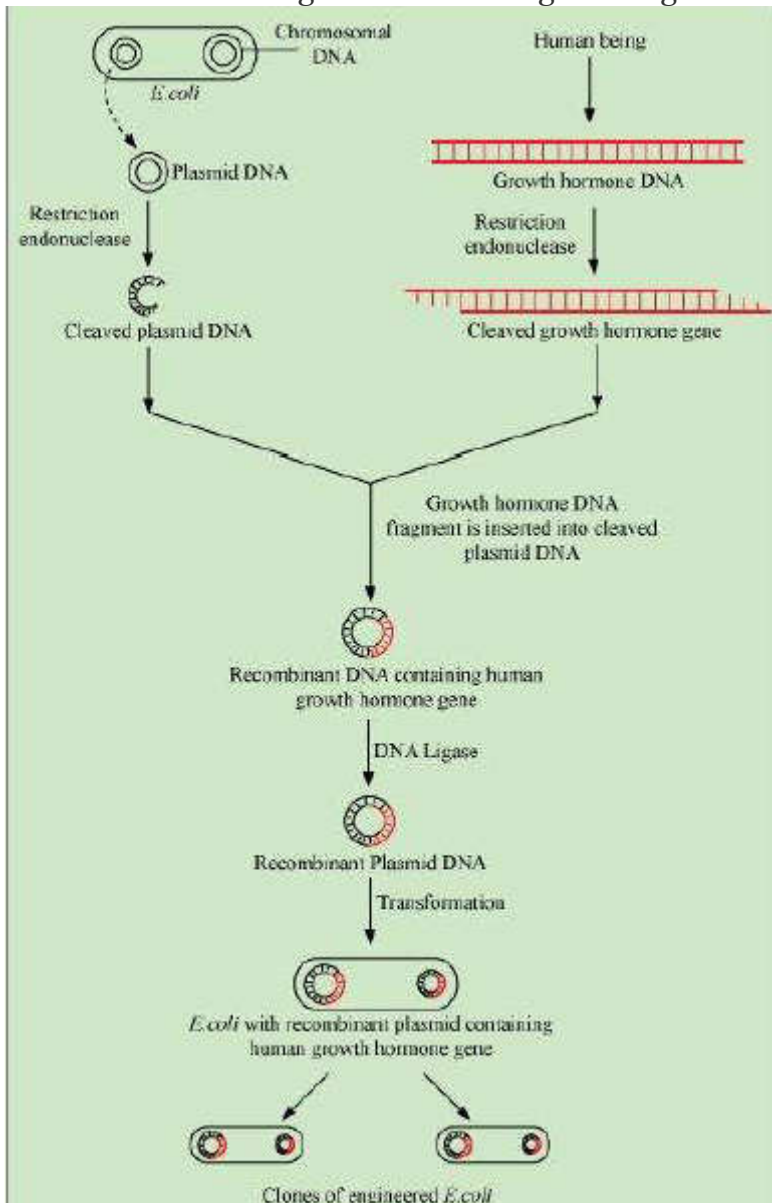 Chromosomal
DNA
E.coli
Human being
Plasmid DNA
Growth hormone DNA
Restriction
endonuclease
Restriction
endonuclease
Cleaved plasmid DNA
Cleaved growth hormone gene
Growth hormone DNA
fragment is inserted into cleaved
plasmid DNA
Recombinant DNA containing human
growth hormone gene
DNA Ligase
Recombinant Plasmid DNA
Transformation
E.coli with recombinant plasmid containing
human growth hormone gene
Clones of engineered E.coli